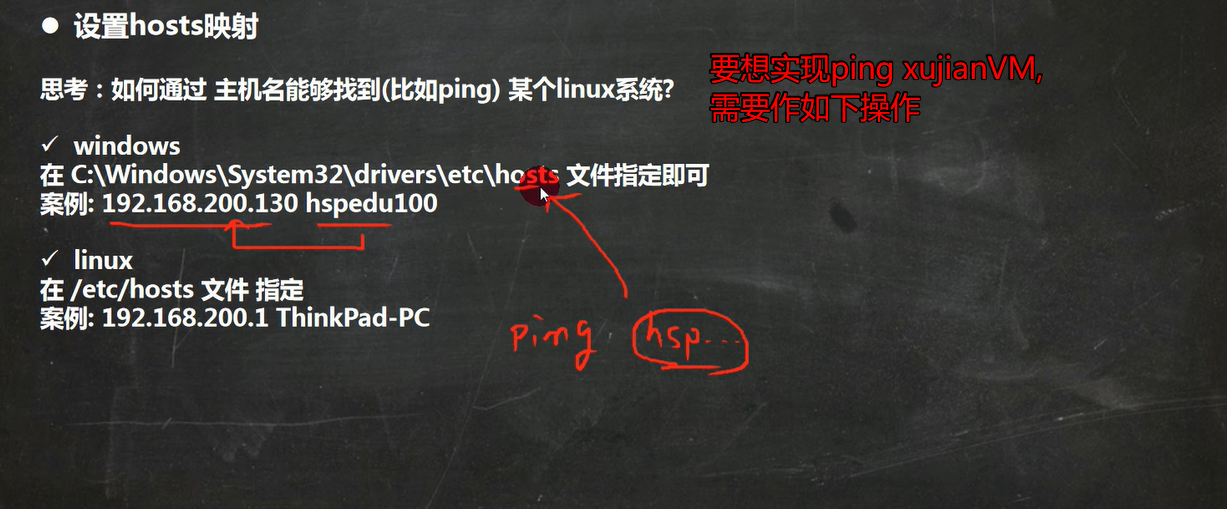 ● 设置hosts映射
要想实现ping xujianVM,
需要作如下操作
思考：如何通过 主机名能够找到(比如ping) 某个linux系统?
✓ windows
在 C:\Windows\System32\drivers\etc\hosts 文件指定即可
案例: 192.168.200.130 hspedu100
✓ linux
在 /etc/hosts 文件 指定
案例: 192.168.200.1 ThinkPad-PC
ping hsp...